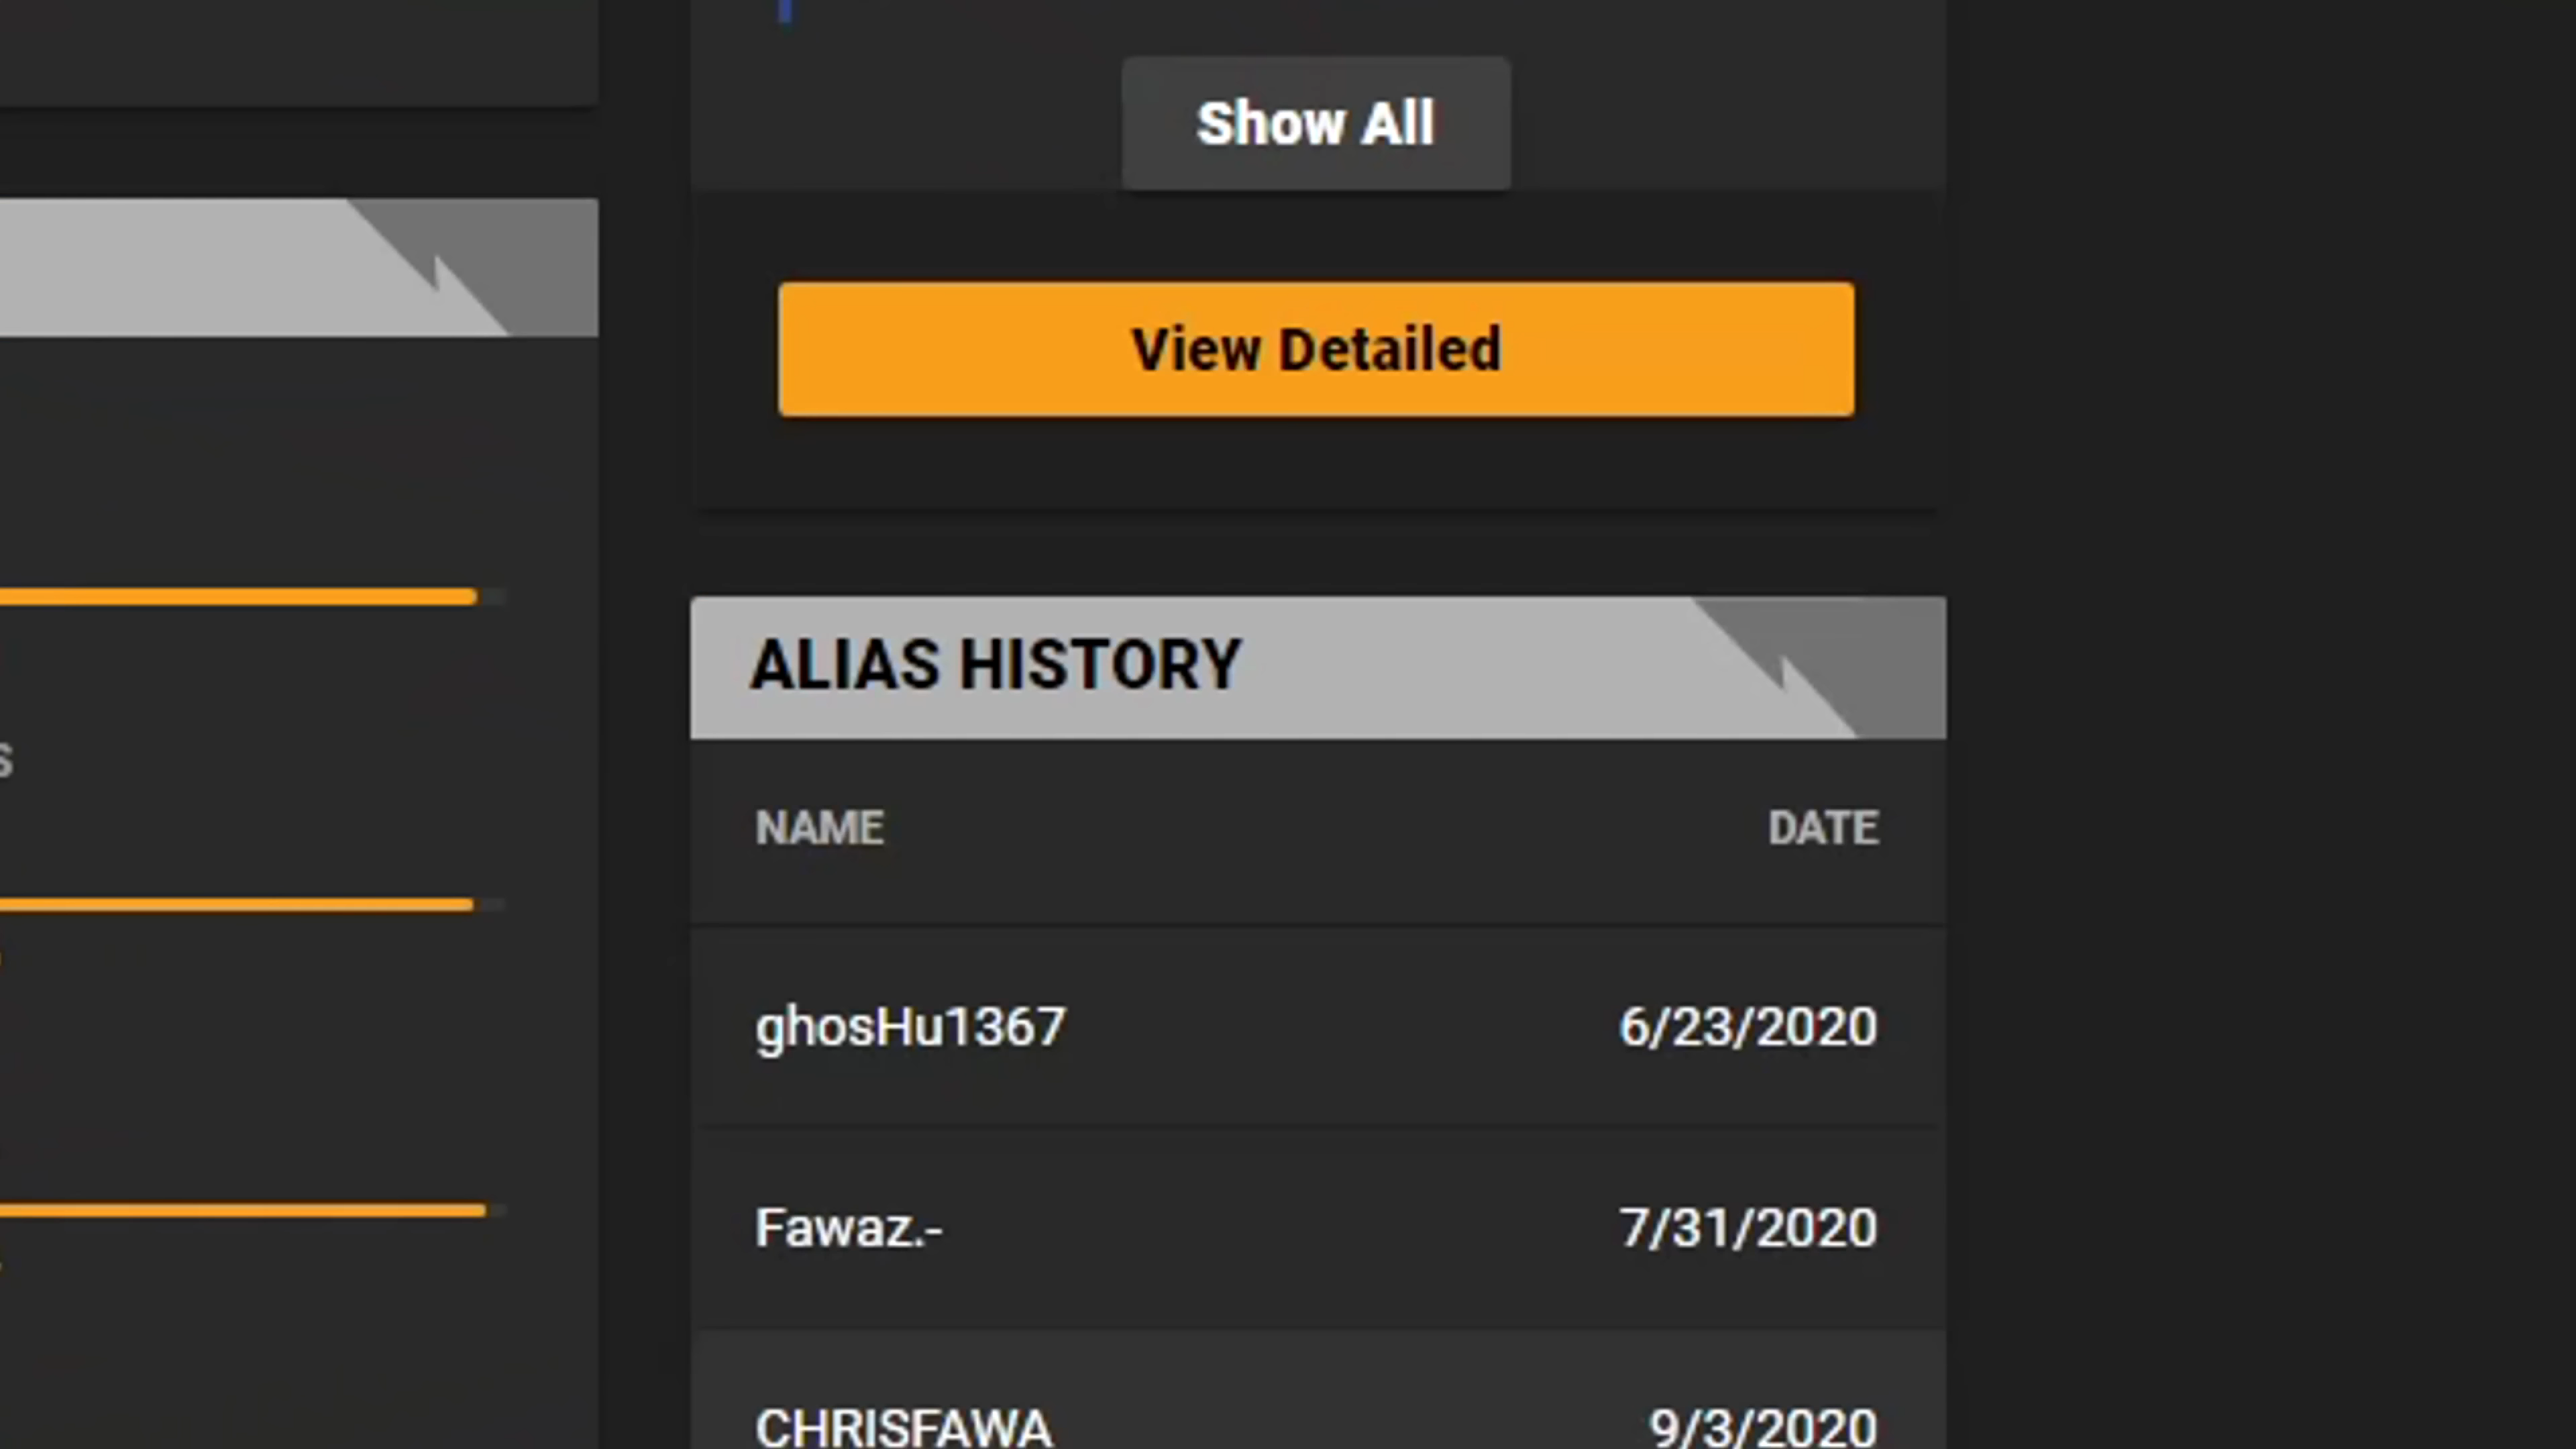 Show All
View Detailed
ALIAS HISTORY
NAME DATE
ghosHu1367 6/23/2020
Fawaz.- 7/31/2020
CHRISFAWA 9/3/2020